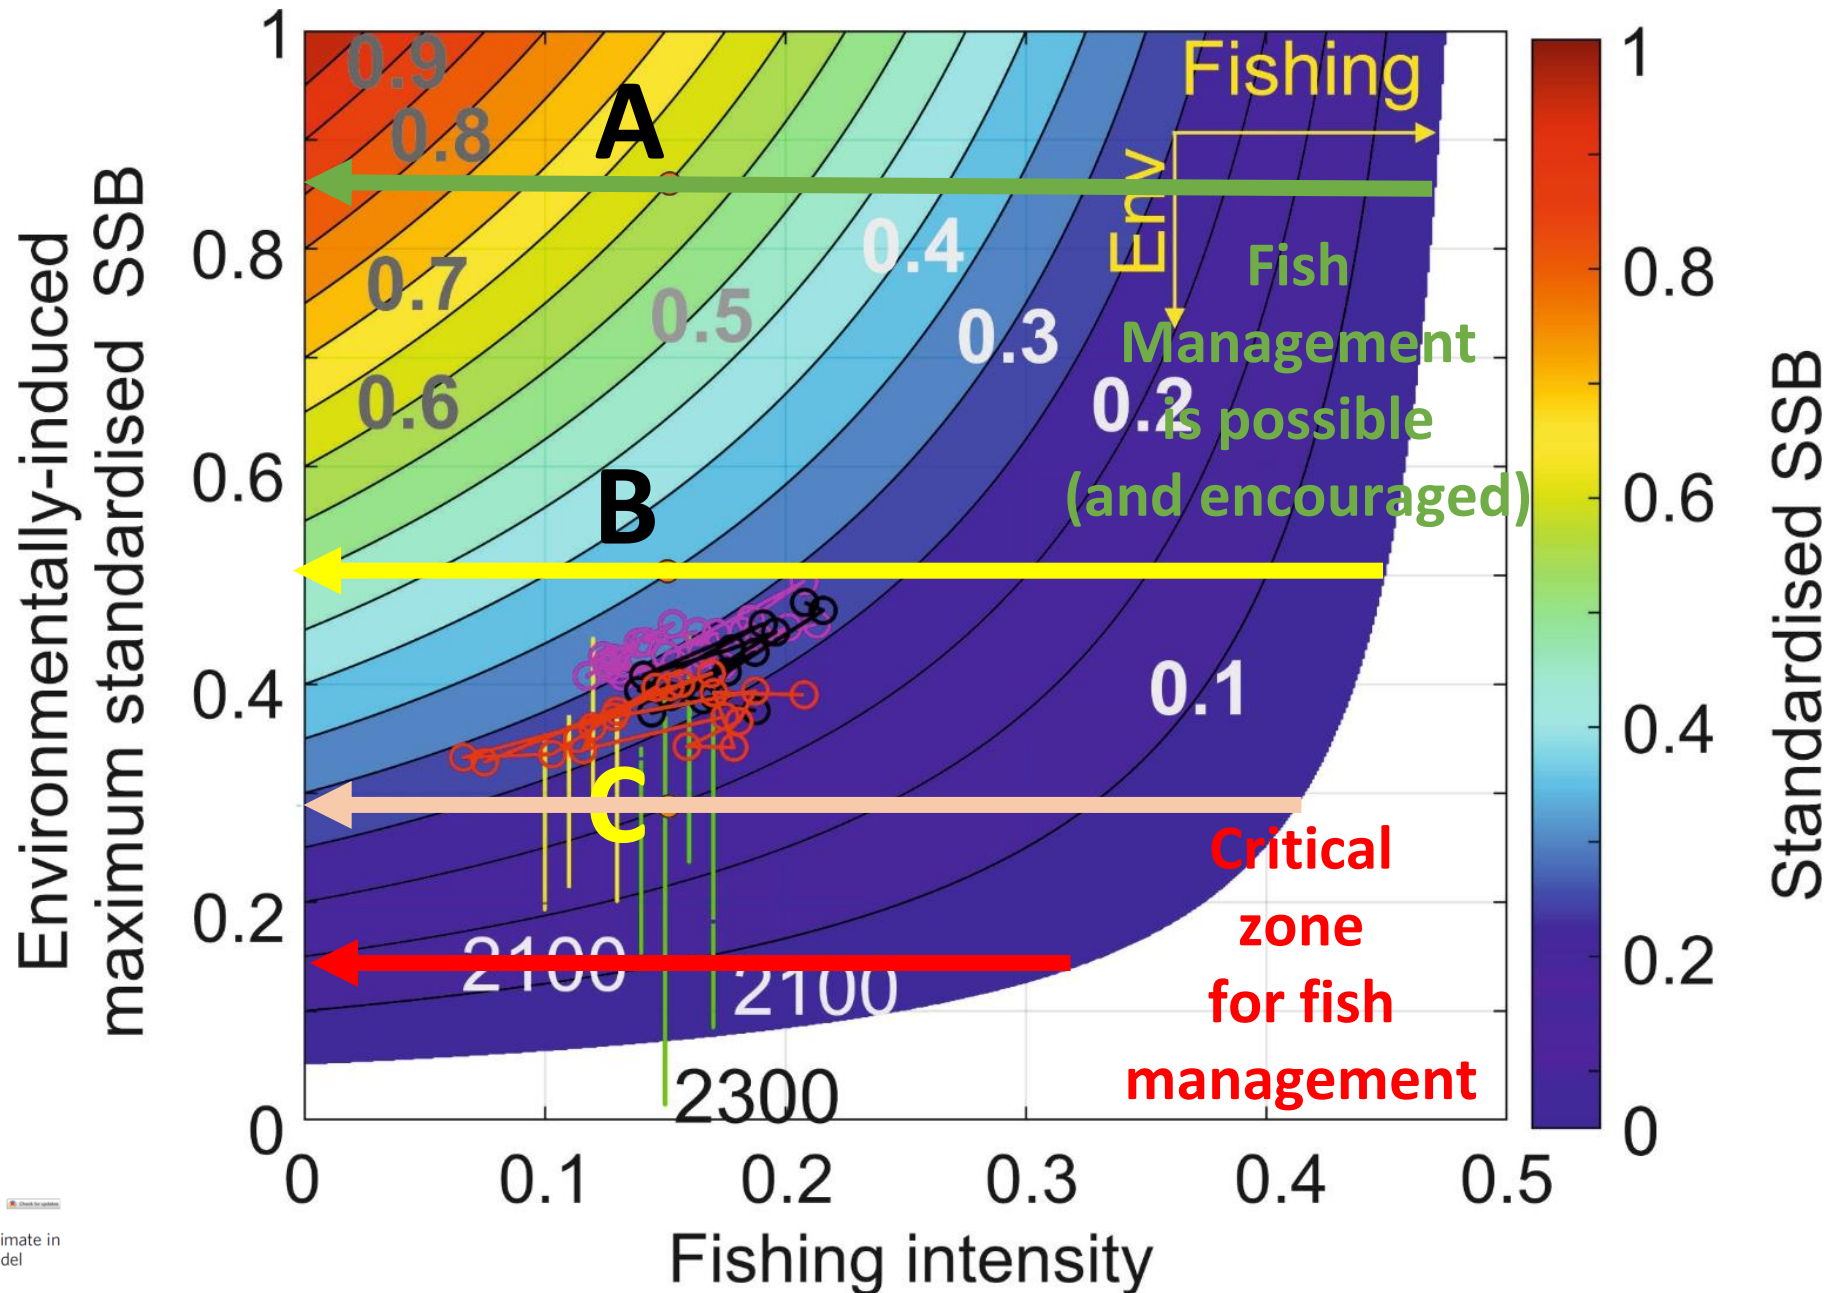 1
0.8
0.6
0.4
0.2
0
Environmentally-induced
maximum standardised SSB
0.9
0.8
0.7
0.6
0.5
0.4
0.3
0.2
0.1
A
B
C
Fishing
Env
Fish
Management
is possible
(and encouraged)
Critical
zone
for fish
management
2100
2100
2300
0
0.1
0.2
0.3
0.4
0.5
Fishing intensity
1
0.8
0.6
0.4
0.2
0
Standardised SSB
Check for updates
imate in
del